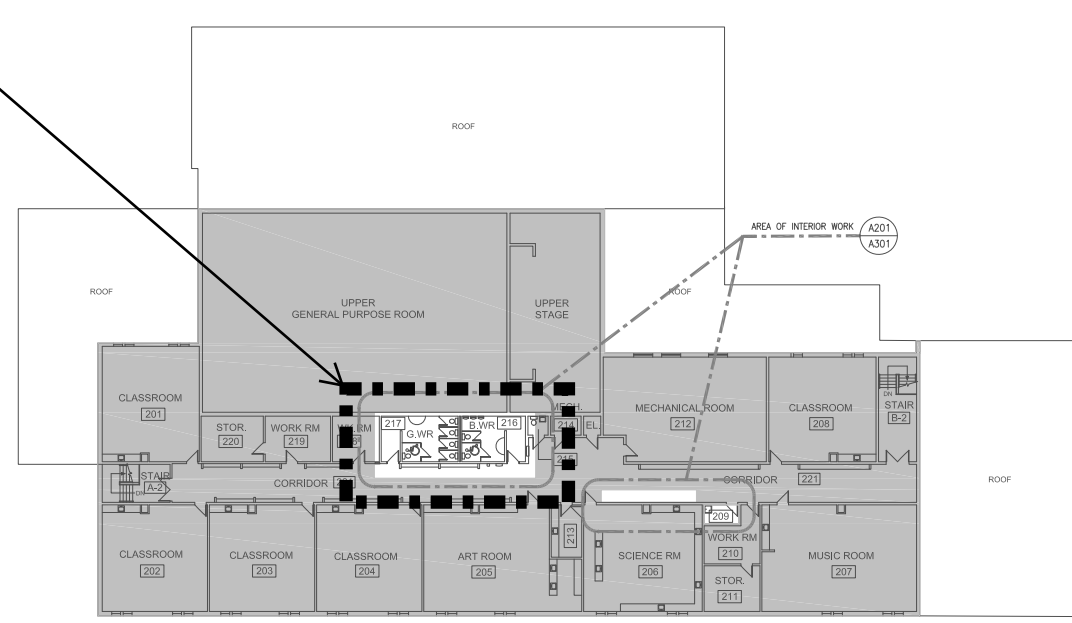 ROOF
AREA OF INTERIOR WORK
A201
A301
ROOF
ROOF
UPPER
GENERAL PURPOSE ROOM
UPPER
STAGE
CLASSROOM
201
STOR.
220
WORK RM
219
217
G.WR
B.WR
216
MECH.
214
EL.
MECHANICAL ROOM
212
CLASSROOM
208
DN
STAIR
B-2
STAIR
A-2
DN
CORRIDOR
215
CORRIDOR
221
ROOF
CLASSROOM
202
CLASSROOM
203
CLASSROOM
204
ART ROOM
205
213
SCIENCE RM
206
209
WORK RM
210
STOR.
211
MUSIC ROOM
207